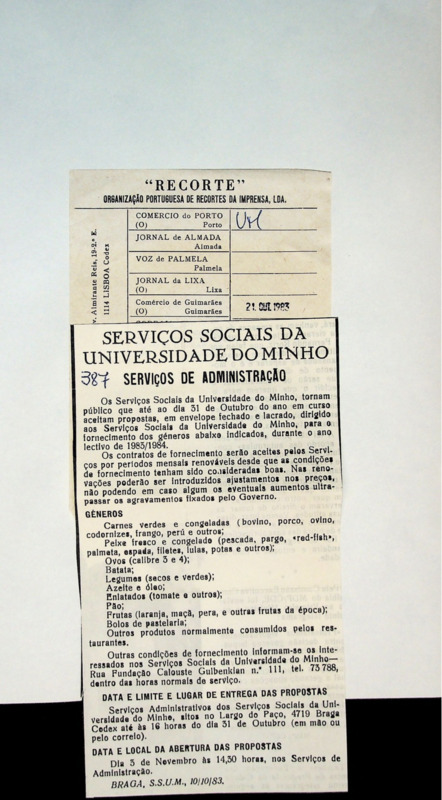 "RECORTE"
ORGANIZAÇÃO PORTUGUESA DE RECORTES DA IMPRENSA, LDA.
v. Almirante Reis, 19-2.º E.
1114 LISBOA Codex
COMERCIO do PORTO
(O) Porto
JORNAL de ALMADA
Almada
VOZ de PALMELA
Palmela
JORNAL da LIXA
(O) Lixa
Comércio de Guimarães
(O) Guimarães
21. OUT. 1983
SERVIÇOS SOCIAIS DA
UNIVERSIDADE DO MINHO
387 SERVIÇOS DE ADMINISTRAÇÃO
Os Serviços Sociais da Universidade do Minho, tornam
público que até ao dia 31 de Outubro do ano em curso
aceitam propostas, em envelope fechado e lacrado, dirigido
aos Serviços Sociais da Universidade do Minho, para o
fornecimento dos géneros abaixo indicados, durante o ano
lectivo de 1983/1984.
Os contratos de fornecimento serão aceites pelos Servi-
ços por períodos mensais renováveis desde que as condições
de fornecimento tenham sido consideradas boas. Nas reno-
vações poderão ser introduzidos ajustamentos nos preços,
não podendo em caso algum os eventuais aumentos ultra-
passar os agravamentos fixados pelo Governo.
GÉNEROS
Carnes verdes e congeladas (bovino, porco, ovino,
codornizes, frango, perú e outros);
Peixe fresco e congelado (pescada, pargo, «red-fish»,
palmeta, espada, filetes, lulas, potas e outros);
Ovos (calibre 3 e 4);
Batata;
Legumes (secos e verdes);
Azeite e óleo;
Enlatados (tomate e outros);
Pão;
Frutas (laranja, maçã, pera, e outras frutas da época);
Bolos de pastelaria;
Outros produtos normalmente consumidos pelos res-
taurantes.
Outras condições de fornecimento informam-se os inte-
ressados nos Serviços Sociais da Universidade do Minho—
Rua Fundação Calouste Gulbenkian n.º 111, tel. 73788,
dentro das horas normais de serviço.
DATA E LIMITE E LUGAR DE ENTREGA DAS PROPOSTAS
Serviços Administrativos dos Serviços Sociais da Uni-
versidade do Minho, sitos no Largo do Paço, 4719 Braga
Codex até às 16 horas do dia 31 de Outubro (em mão ou
pelo correio).
DATA E LOCAL DA ABERTURA DAS PROPOSTAS
Dia 3 de Novembro às 14,30 horas, nos Serviços de
Administração.
BRAGA, S.S.U.M., 10/10/83.